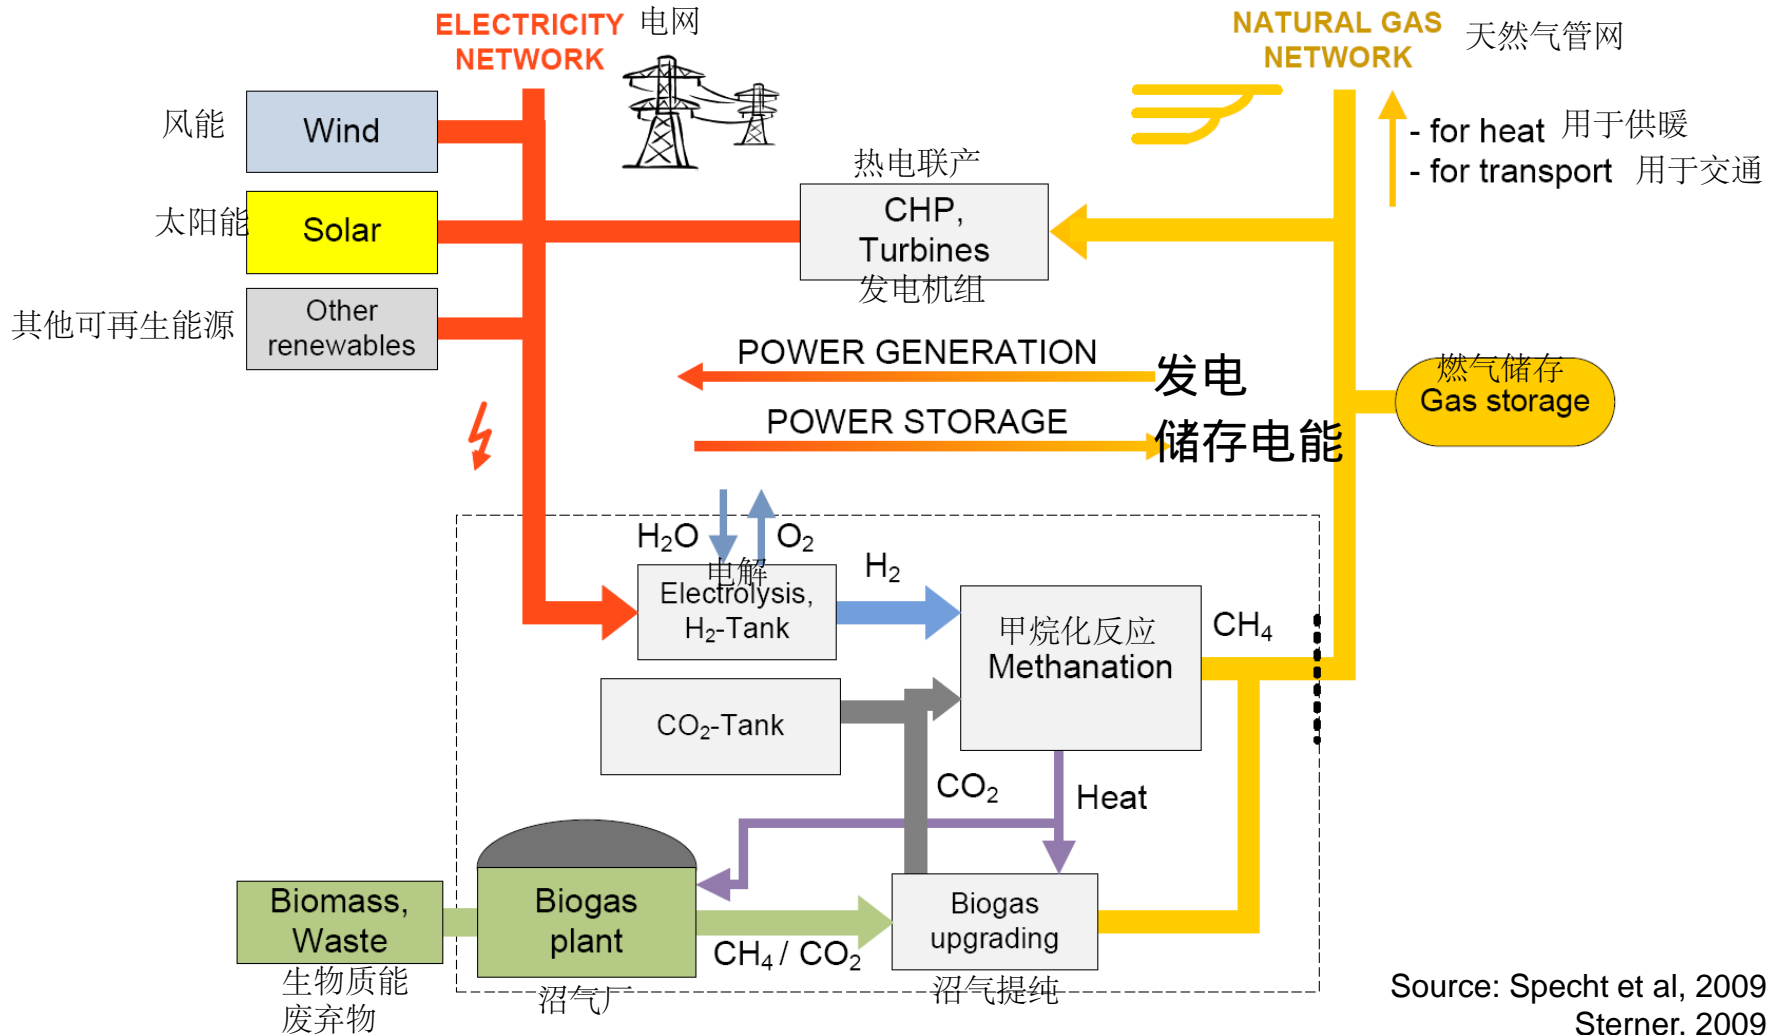 ELECTRICITY
NETWORK
电网
NATURAL GAS
NETWORK
天然气管网
风能
Wind
- for heat 用于供暖
- for transport 用于交通
热电联产
太阳能
Solar
CHP,
Turbines
发电机组
其他可再生能源
Other
renewables
POWER GENERATION
发电
燃气储存
Gas storage
POWER STORAGE
储存电能
H₂O
O₂
电解
Electrolysis,
H₂-Tank
H₂
甲烷化反应
Methanation
CH₄
CO₂-Tank
CO₂
Heat
Biomass,
Waste
生物质能
废弃物
Biogas
plant
沼气厂
CH₄ / CO₂
Biogas
upgrading
沼气提纯
Source: Specht et al, 2009
Sterner, 2009